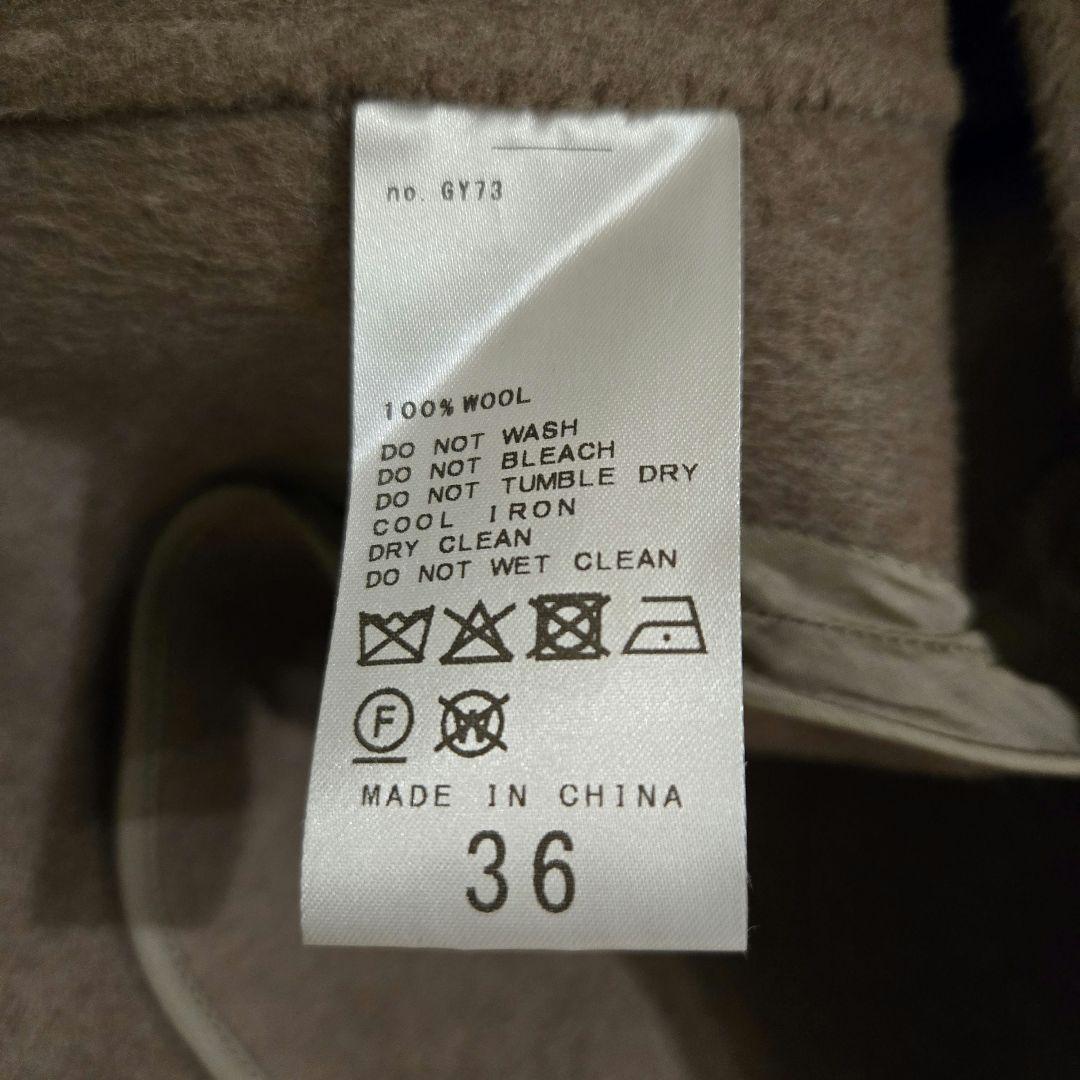 no. GY73
100% WOOL
DO NOT WASH
DO NOT BLEACH
DO NOT TUMBLE DRY
COOL IRON
DRY CLEAN
DO NOT WET CLEAN
F W
MADE IN CHINA
36